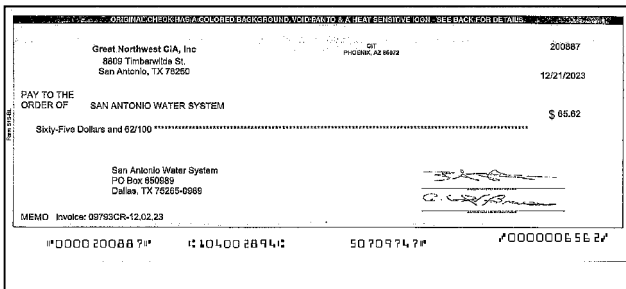 ORIGINAL CHECK HAS A COLORED BACKGROUND, VOID PANTO & A HEAT SENSITIVE ICON - SEE BACK FOR DETAILS.
Great Northwest CIA, Inc
8809 Timberwilde St.
San Antonio, TX 78250
CIT
PHOENIX, AZ 85072
200887
12/21/2023
PAY TO THE
ORDER OF SAN ANTONIO WATER SYSTEM
$ 65.62
Sixty-Five Dollars and 62/100 ****
San Antonio Water System
PO Box 650989
Dallas, TX 75265-0989
MEMO Invoice: 09793CR-12.02.23
⑈0000200887⑈ ⑆104002894⑆ 50709747⑈ ⑇0000006562⑇